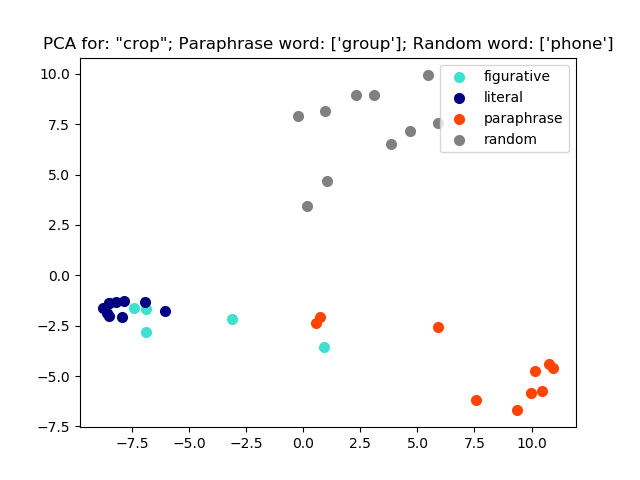 PCA for: "crop"; Paraphrase word: ['group']; Random word: ['phone']
figurative
literal
paraphrase
random
10.0
7.5
5.0
2.5
0.0
−2.5
−5.0
−7.5
−7.5 −5.0 −2.5 0.0 2.5 5.0 7.5 10.0